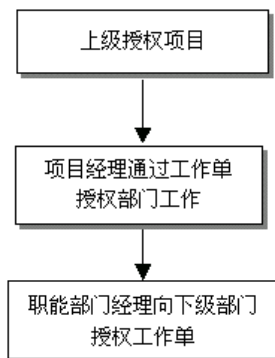 上级授权项目
项目经理通过工作单
授权部门工作
职能部门经理向下级部门
授权工作单